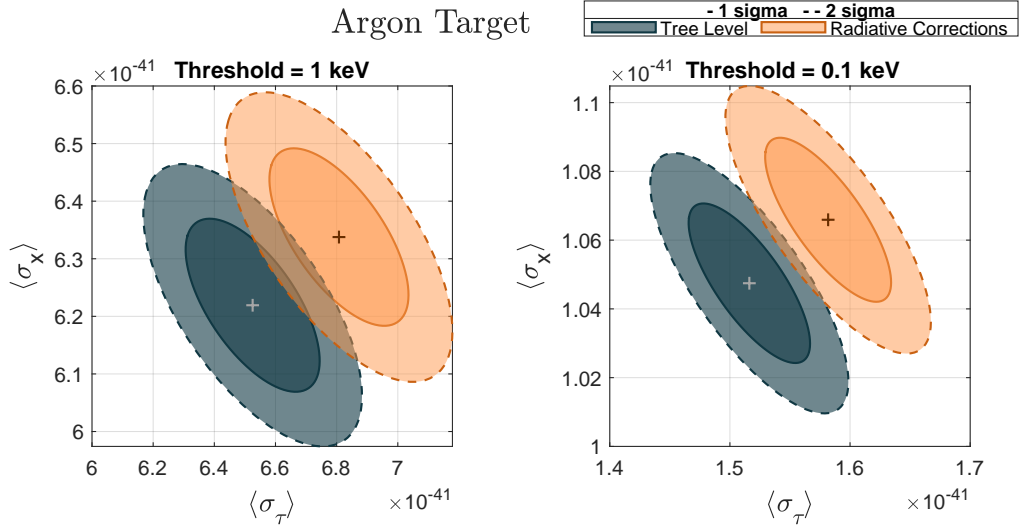 Argon Target
- 1 sigma - - 2 sigma
Tree Level Radiative Corrections
×10⁻⁴¹ Threshold = 1 keV
6.6
6.5
6.4
6.3
6.2
6.1
6
⟨σₓ⟩
6 6.2 6.4 6.6 6.8 7
⟨σ_τ⟩ ×10⁻⁴¹
×10⁻⁴¹ Threshold = 0.1 keV
1.1
1.08
1.06
1.04
1.02
1
⟨σₓ⟩
1.4 1.5 1.6 1.7
⟨σ_τ⟩ ×10⁻⁴¹